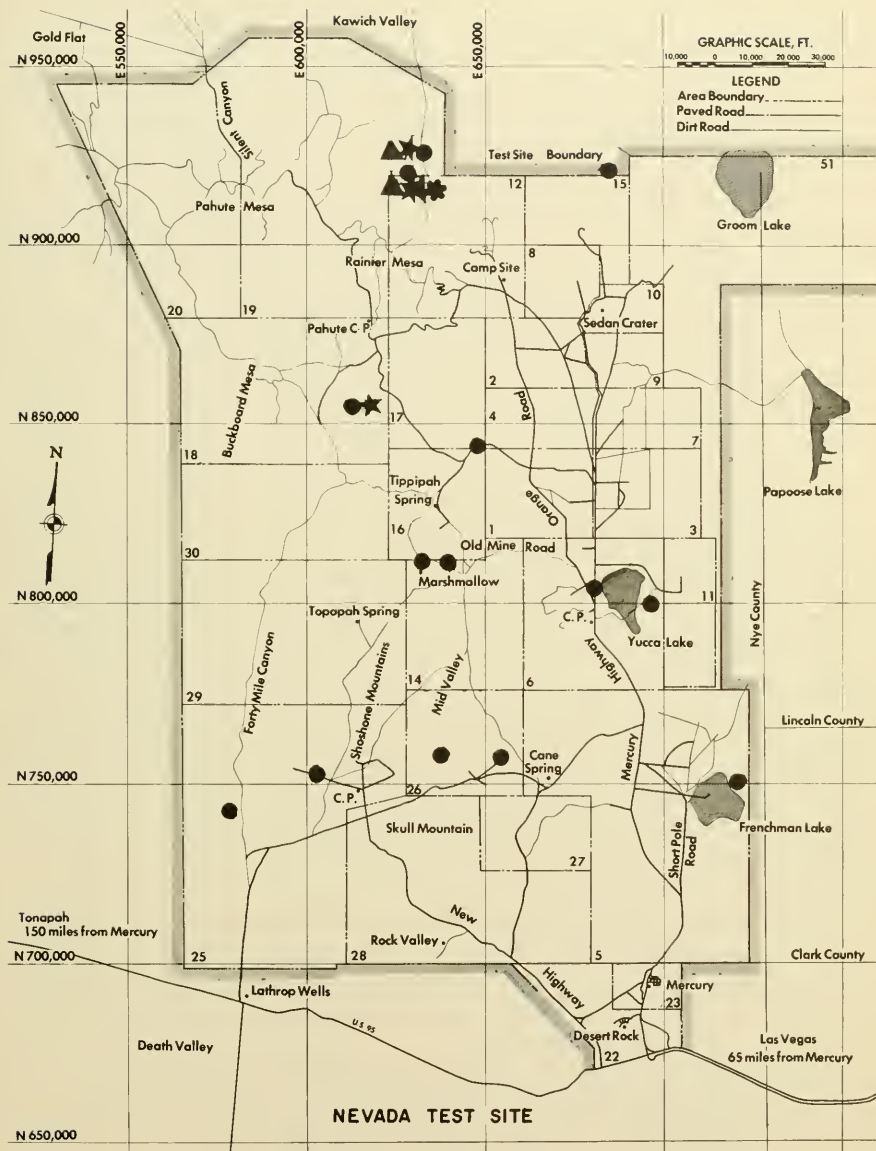 Kawich Valley
Gold Flat
E 550,000
E 600,000
E 650,000
N 950,000
GRAPHIC SCALE, FT.
10,000 0 10 000 20 000 30,000
LEGEND
Area Boundary
Paved Road
Dirt Road
Silent Canyon
Test Site Boundary
51
12
15
Pahute Mesa
Groom Lake
N 900,000
Rainier Mesa
Camp Site
8
10
20
19
Pahute C.P.
Sedan Crater
Buckboard Mesa
2
9
17
4
Road
N 850,000
7
18
N
Tippipah
Spring
Papoose Lake
Orange
16
1
3
Old Mine Road
30
Marshmallow
N 800,000
11
Topopah Spring
C.P.
Yucca Lake
Nye County
Forty Mile Canyon
Shoshone Mountains
Mid Valley
Highway
14
6
29
Lincoln County
Mercury
Cane
Spring
N 750,000
C.P.
26
Frenchman Lake
Skull Mountain
Short Pole
Road
27
New
Tonapah
150 miles from Mercury
Rock Valley
N 700,000
25
28
5
Clark County
Highway
Mercury
23
Lathrop Wells
US 95
Desert Rock
22
Las Vegas
65 miles from Mercury
Death Valley
NEVADA TEST SITE
N 650,000